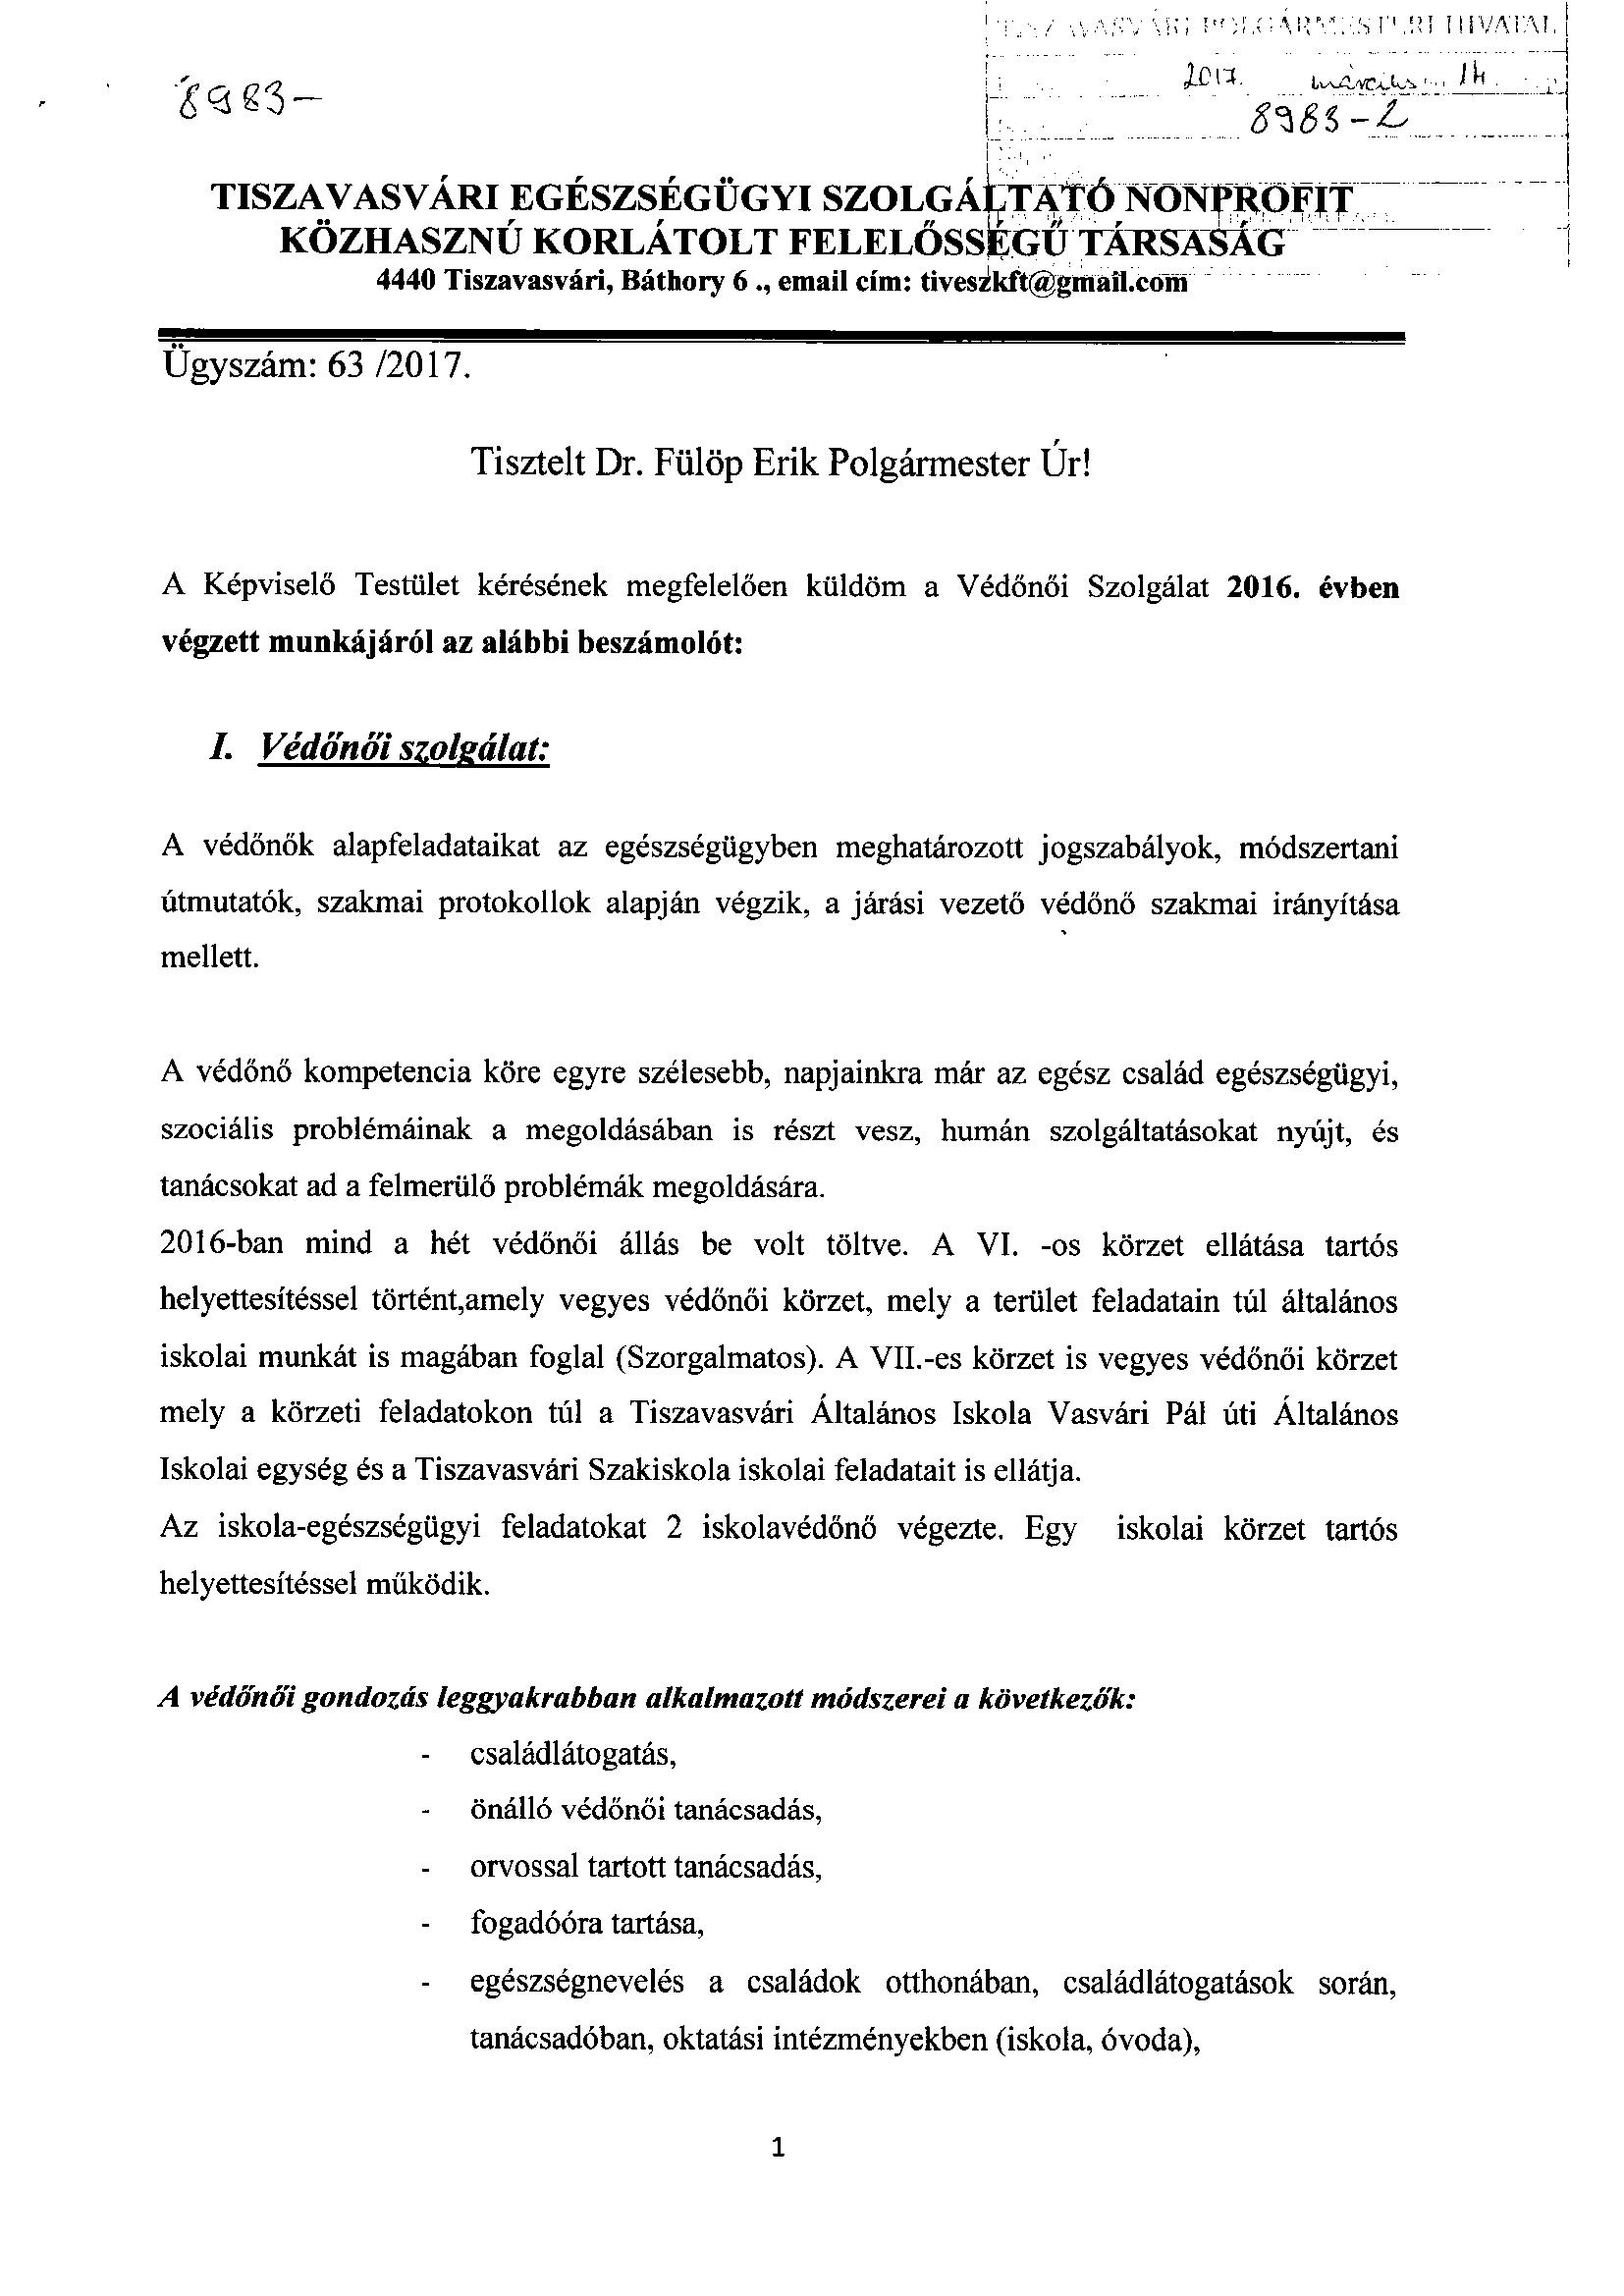 TISZAVASVÁRI POLGÁRMESTERI HIVATAL
2017. március 14.
8983-
8983-2
TISZAVASVÁRI EGÉSZSÉGÜGYI SZOLGÁLTATÓ NONPROFIT
KÖZHASZNÚ KORLÁTOLT FELELŐSSÉGŰ TÁRSASÁG
4440 Tiszavasvári, Báthory 6 ., email cím: tiveszkft@gmail.com
Ügyszám: 63 /2017.
Tisztelt Dr. Fülöp Erik Polgármester Úr!
A Képviselő Testület kérésének megfelelően küldöm a Védőnői Szolgálat 2016. évben
végzett munkájáról az alábbi beszámolót:
I. Védőnői szolgálat:
A védőnők alapfeladataikat az egészségügyben meghatározott jogszabályok, módszertani
útmutatók, szakmai protokollok alapján végzik, a járási vezető védőnő szakmai irányítása
mellett.
A védőnő kompetencia köre egyre szélesebb, napjainkra már az egész család egészségügyi,
szociális problémáinak a megoldásában is részt vesz, humán szolgáltatásokat nyújt, és
tanácsokat ad a felmerülő problémák megoldására.
2016-ban mind a hét védőnői állás be volt töltve. A VI. -os körzet ellátása tartós
helyettesítéssel történt,amely vegyes védőnői körzet, mely a terület feladatain túl általános
iskolai munkát is magában foglal (Szorgalmatos). A VII.-es körzet is vegyes védőnői körzet
mely a körzeti feladatokon túl a Tiszavasvári Általános Iskola Vasvári Pál úti Általános
Iskolai egység és a Tiszavasvári Szakiskola iskolai feladatait is ellátja.
Az iskola-egészségügyi feladatokat 2 iskolavédőnő végezte. Egy iskolai körzet tartós
helyettesítéssel működik.
A védőnői gondozás leggyakrabban alkalmazott módszerei a következők:
- családlátogatás,
- önálló védőnői tanácsadás,
- orvossal tartott tanácsadás,
- fogadóóra tartása,
- egészségnevelés a családok otthonában, családlátogatások során,
tanácsadóban, oktatási intézményekben (iskola, óvoda),
1